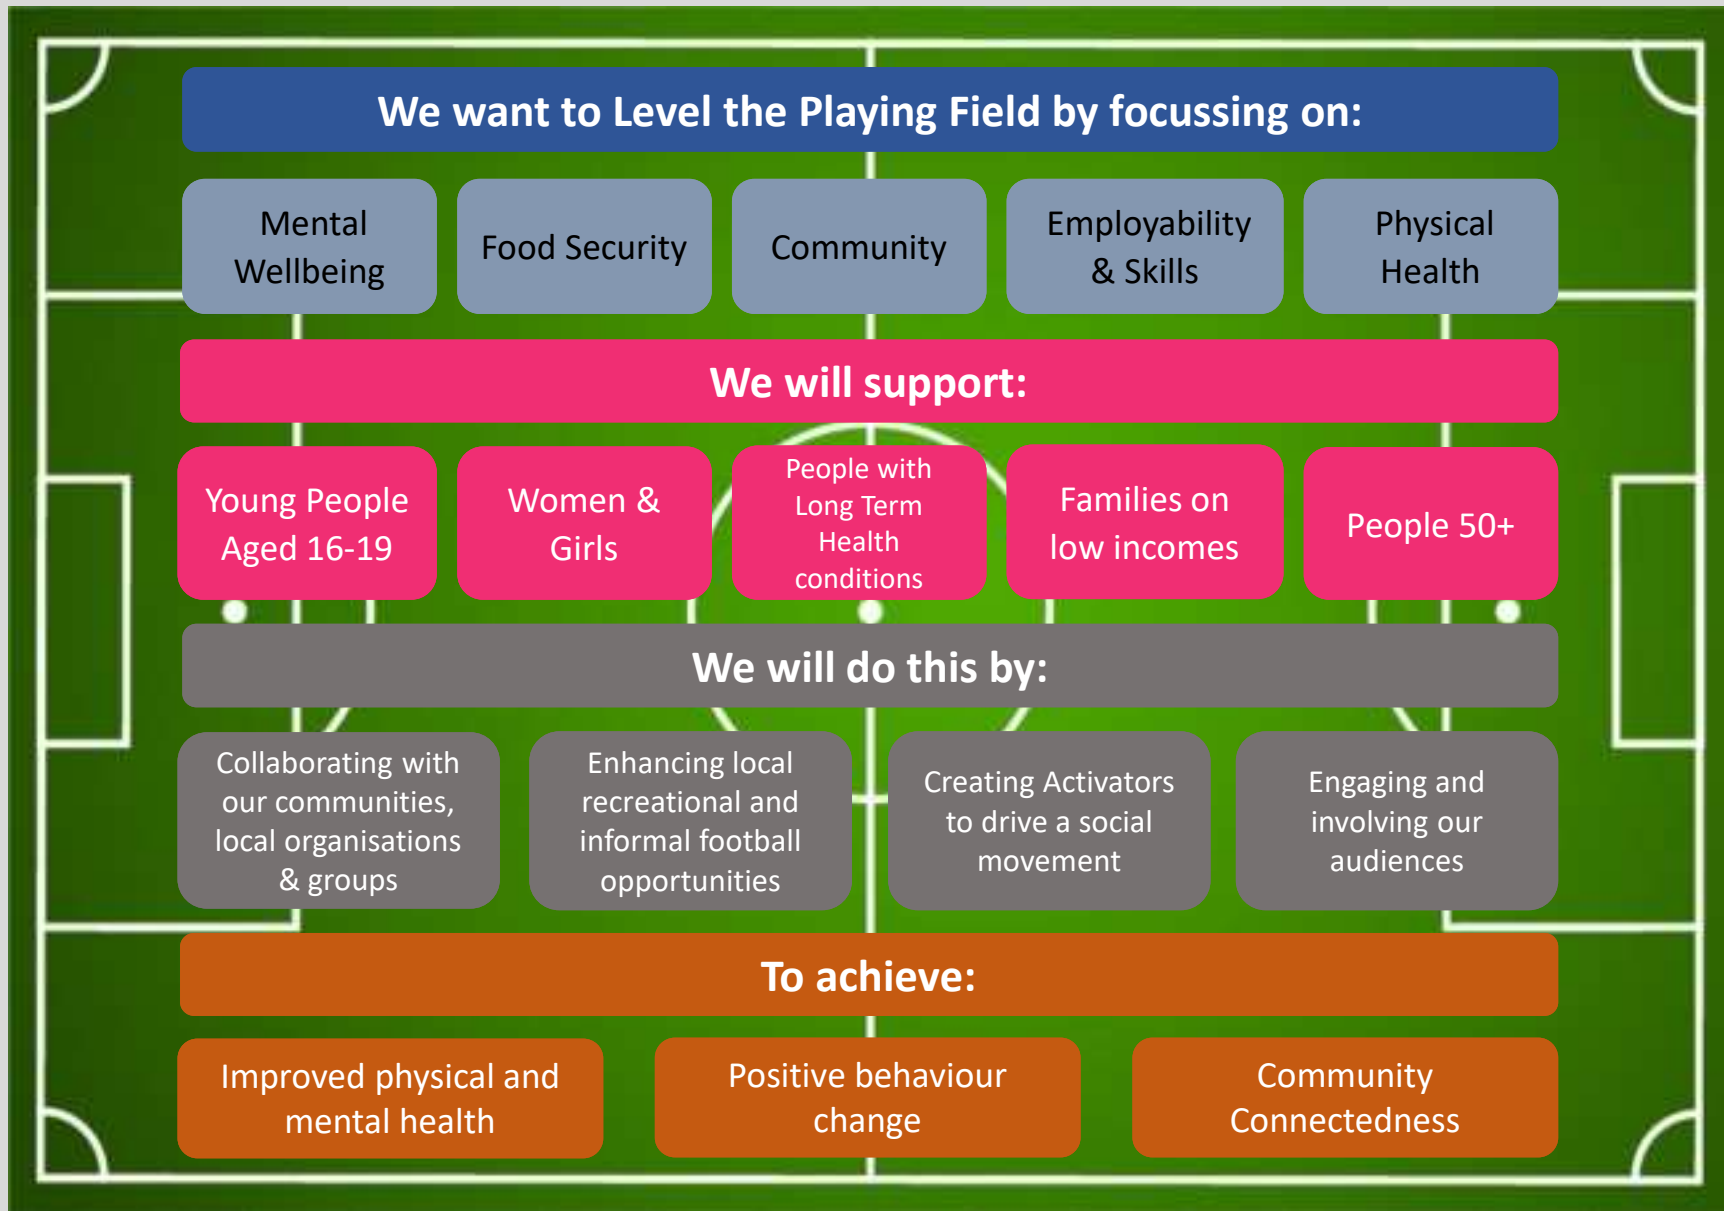 We want to Level the Playing Field by focussing on:
Mental
Wellbeing
Food Security
Community
Employability
& Skills
Physical
Health
We will support:
Young People
Aged 16-19
Women &
Girls
People with
Long Term
Health
conditions
Families on
low incomes
People 50+
We will do this by:
Collaborating with
our communities,
local organisations
& groups
Enhancing local
recreational and
informal football
opportunities
Creating Activators
to drive a social
movement
Engaging and
involving our
audiences
To achieve:
Improved physical and
mental health
Positive behaviour
change
Community
Connectedness